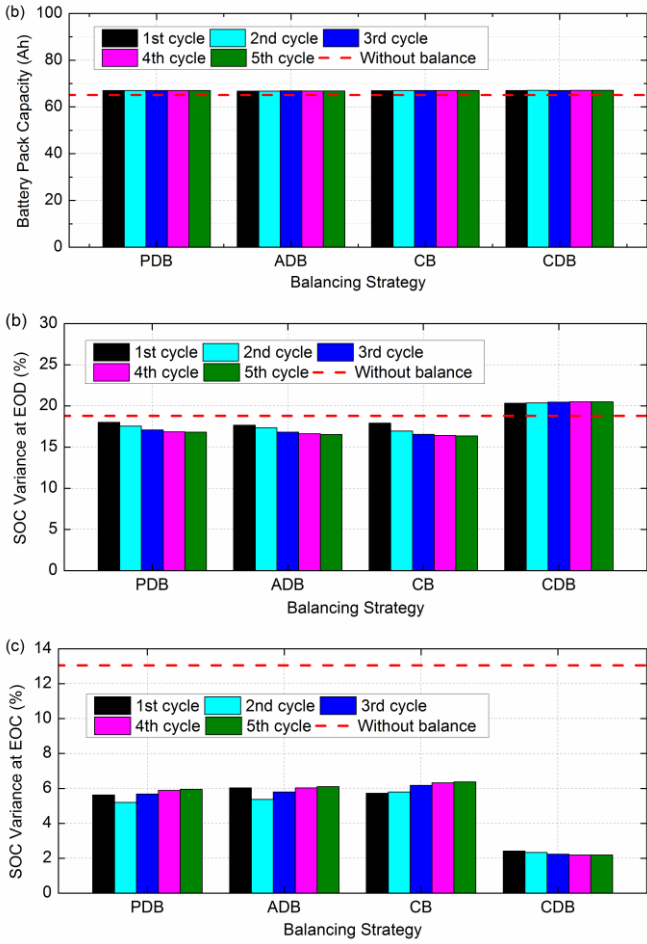 (b)
100
80
60
40
20
0
Battery Pack Capacity (Ah)
1st cycle 2nd cycle 3rd cycle
4th cycle 5th cycle Without balance
PDB ADB CB CDB
Balancing Strategy
(b)
30
25
20
15
10
5
0
SOC Variance at EOD (%)
1st cycle 2nd cycle 3rd cycle
4th cycle 5th cycle Without balance
PDB ADB CB CDB
Balancing Strategy
(c)
14
12
10
8
6
4
2
0
SOC Variance at EOC (%)
1st cycle 2nd cycle 3rd cycle
4th cycle 5th cycle Without balance
PDB ADB CB CDB
Balancing Strategy